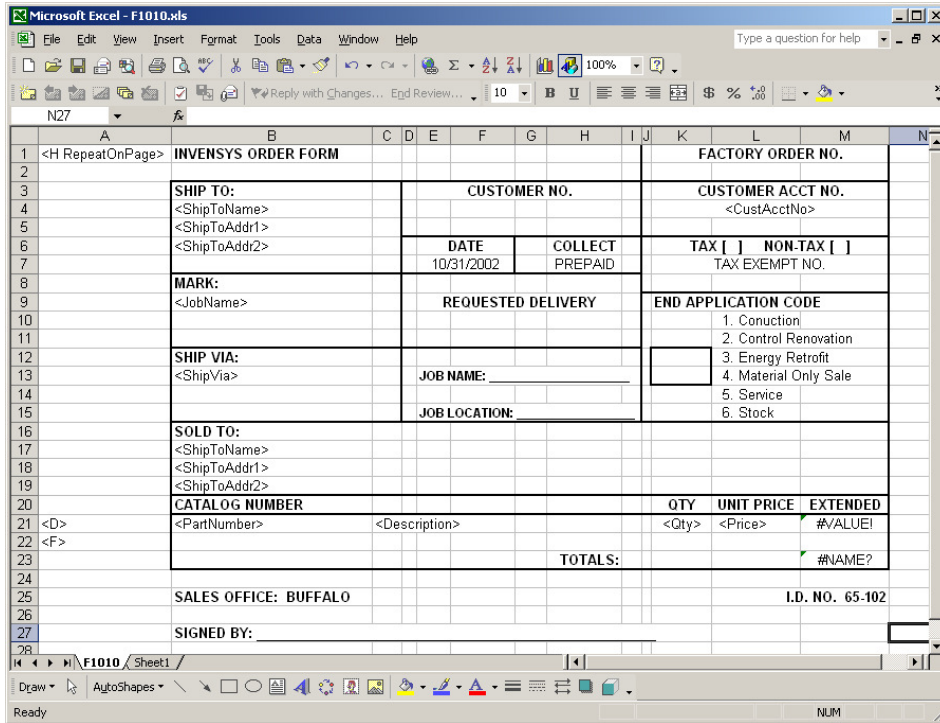 Microsoft Excel - F1010.xls
File Edit View Insert Format Tools Data Window Help Type a question for help
100%
Reply with Changes... End Review... 10 B U $ %
N27 fx
A B C D E F G H I J K L M N
1 <H RepeatOnPage> INVENSYS ORDER FORM FACTORY ORDER NO.
2
3 SHIP TO: CUSTOMER NO. CUSTOMER ACCT NO.
4 <ShipToName> <CustAcctNo>
5 <ShipToAddr1>
6 <ShipToAddr2> DATE COLLECT TAX [ ] NON-TAX [ ]
7 10/31/2002 PREPAID TAX EXEMPT NO.
8 MARK:
9 <JobName> REQUESTED DELIVERY END APPLICATION CODE
10 1. Conuction
11 2. Control Renovation
12 SHIP VIA: 3. Energy Retrofit
13 <ShipVia> JOB NAME: 4. Material Only Sale
14 5. Service
15 JOB LOCATION: 6. Stock
16 SOLD TO:
17 <ShipToName>
18 <ShipToAddr1>
19 <ShipToAddr2>
20 CATALOG NUMBER QTY UNIT PRICE EXTENDED
21 <D> <PartNumber> <Description> <Qty> <Price> #VALUE!
22 <F>
23 TOTALS: #NAME?
24
25 SALES OFFICE: BUFFALO I.D. NO. 65-102
26
27 SIGNED BY:
28
F1010 Sheet1
Draw AutoShapes
Ready NUM